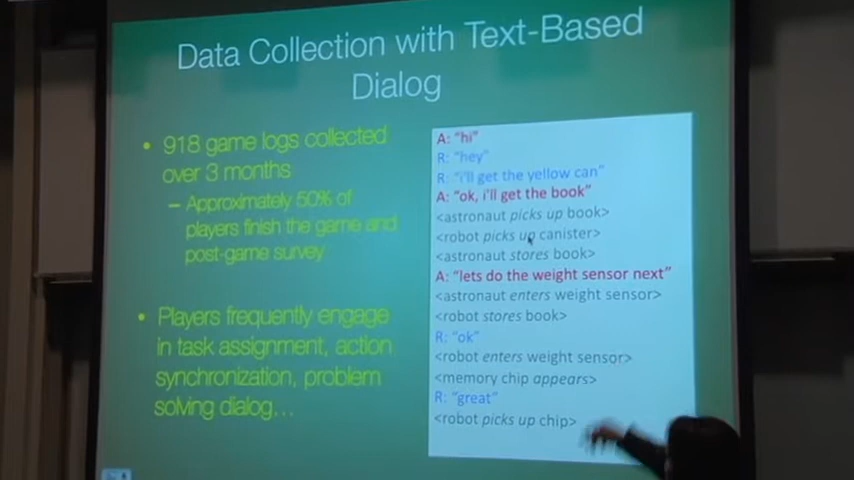 Data Collection with Text-Based
Dialog
• 918 game logs collected
over 3 months
– Approximately 50% of
players finish the game and
post-game survey
• Players frequently engage
in task assignment, action
synchronization, problem
solving dialog…
A: "hi"
R: "hey"
R: "i'll get the yellow can"
A: "ok, i'll get the book"
<astronaut picks up book>
<robot picks up canister>
<astronaut stores book>
A: "lets do the weight sensor next"
<astronaut enters weight sensor>
<robot stores book>
R: "ok"
<robot enters weight sensor>
<memory chip appears>
R: "great"
<robot picks up chip>